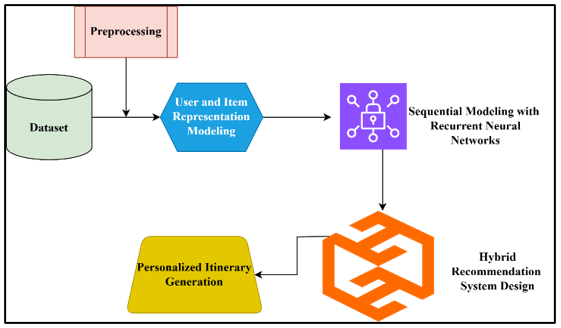 Preprocessing
Dataset
User and Item
Representation
Modeling
Sequential Modeling with
Recurrent Neural
Networks
Hybrid
Recommendation
System Design
Personalized Itinerary
Generation